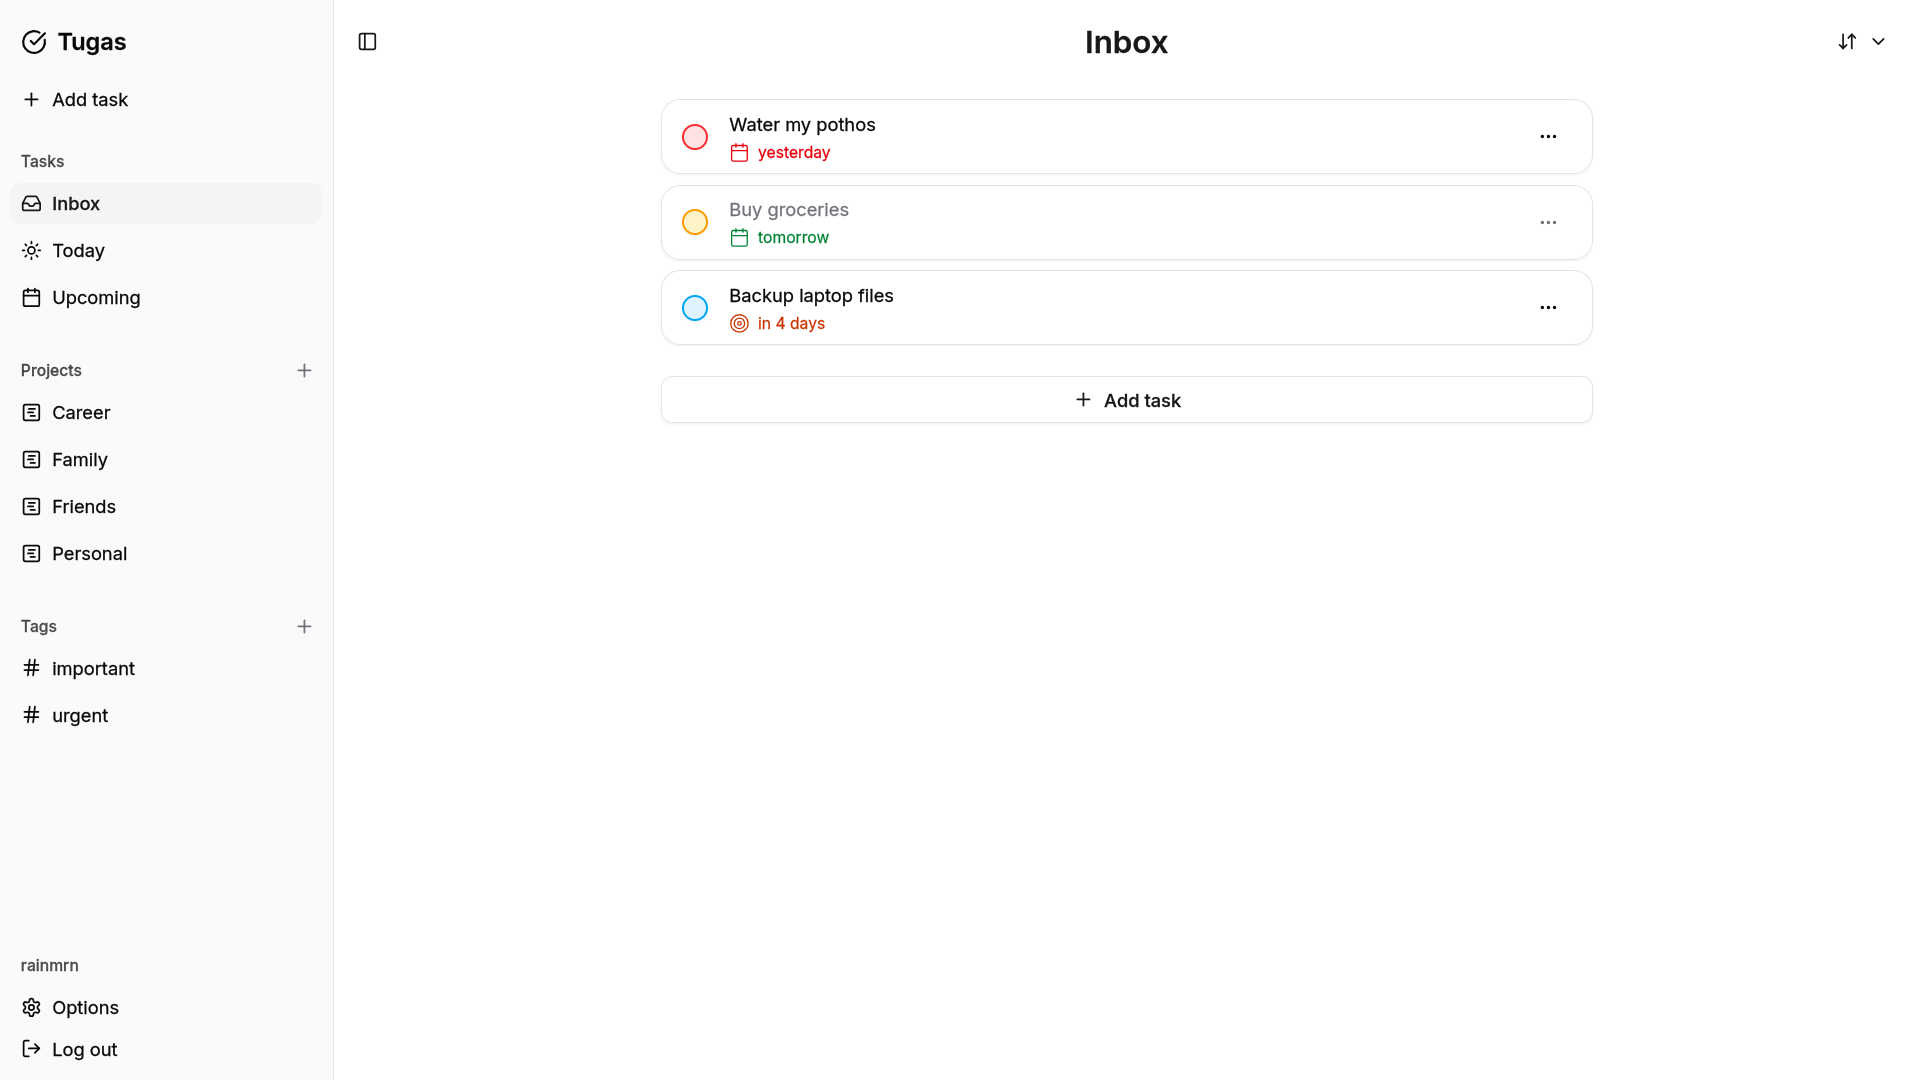 Tugas
Add task
Tasks
Inbox
Today
Upcoming
Projects
Career
Family
Friends
Personal
Tags
important
urgent
rainmrn
Options
Log out
Inbox
Water my pothos
yesterday
Buy groceries
tomorrow
Backup laptop files
in 4 days
Add task